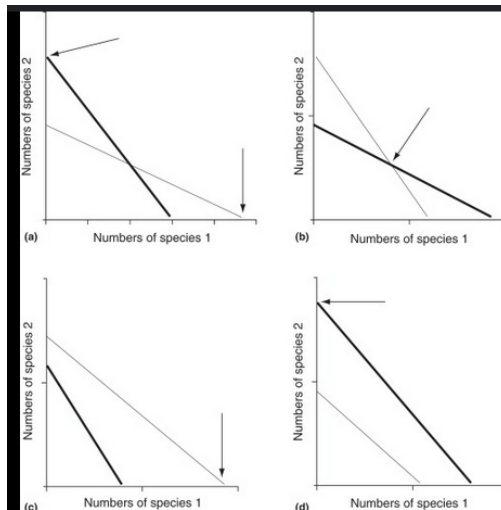 Numbers of species 2
(a)
Numbers of species 1
Numbers of species 2
(b)
Numbers of species 1
Numbers of species 2
(c)
Numbers of species 1
Numbers of species 2
(d)
Numbers of species 1